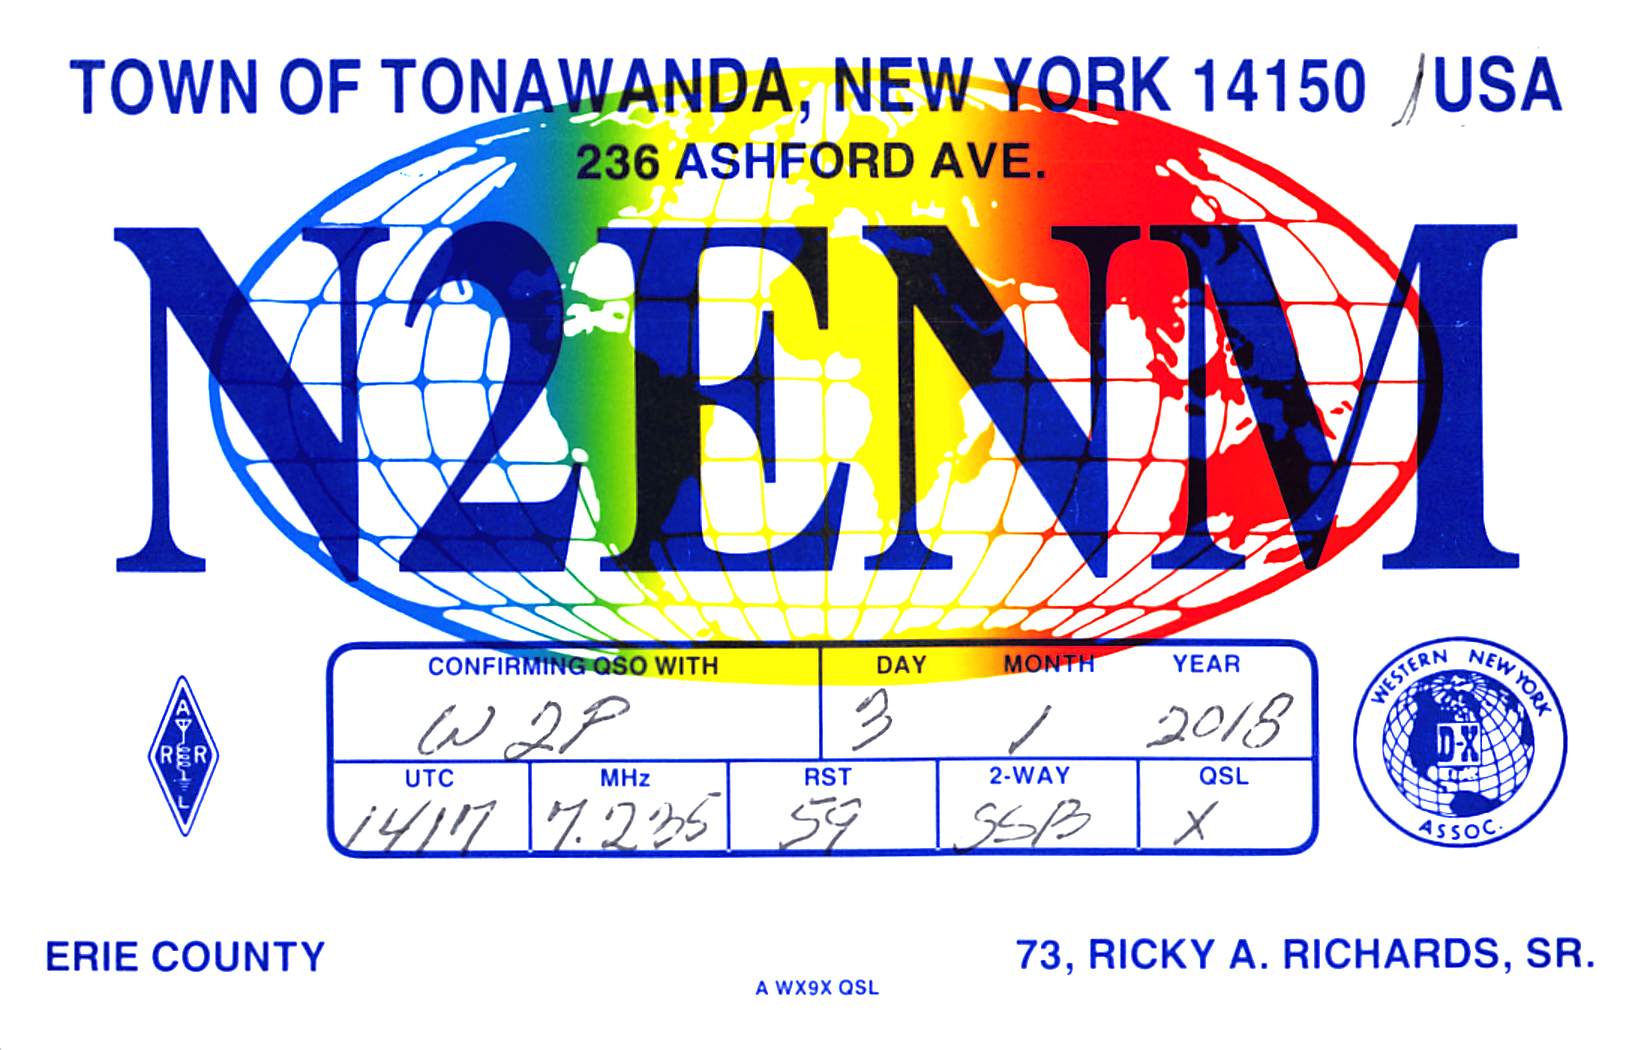 TOWN OF TONAWANDA, NEW YORK 14150 / USA
236 ASHFORD AVE.
N2ENM
CONFIRMING QSO WITH DAY MONTH YEAR
W2P 3 1 2018
UTC MHz RST 2-WAY QSL
1417 7.235 59 SSB X
A
R R
L
WESTERN NEW YORK
D-X
ASSOC.
ERIE COUNTY
73, RICKY A. RICHARDS, SR.
A WX9X QSL